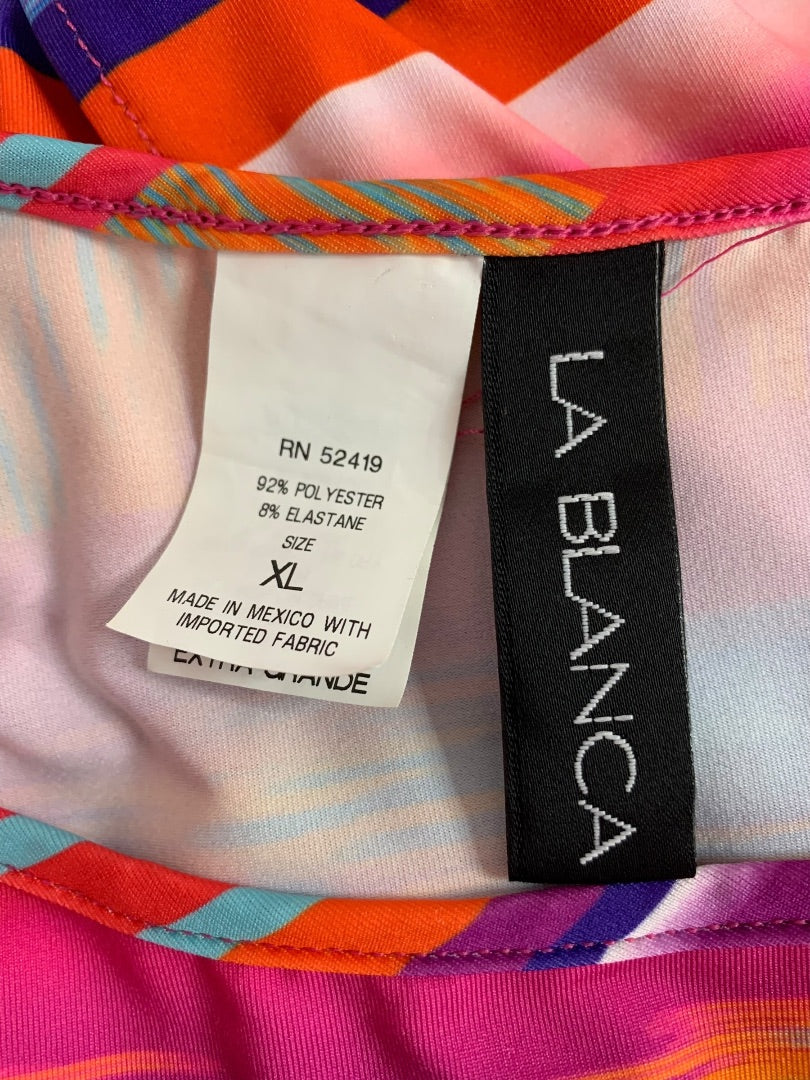 RN 52419
92% POLYESTER
8% ELASTANE
SIZE
XL
MADE IN MEXICO WITH
IMPORTED FABRIC
EXTRA GRANDE
LA BLANCA